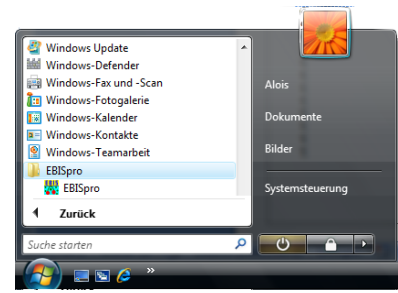 Windows Update
Windows-Defender
Windows-Fax und -Scan
Windows-Fotogalerie
Windows-Kalender
Windows-Kontakte
Windows-Teamarbeit
EBISpro
EBISpro
Zurück
Suche starten
Alois
Dokumente
Bilder
Systemsteuerung